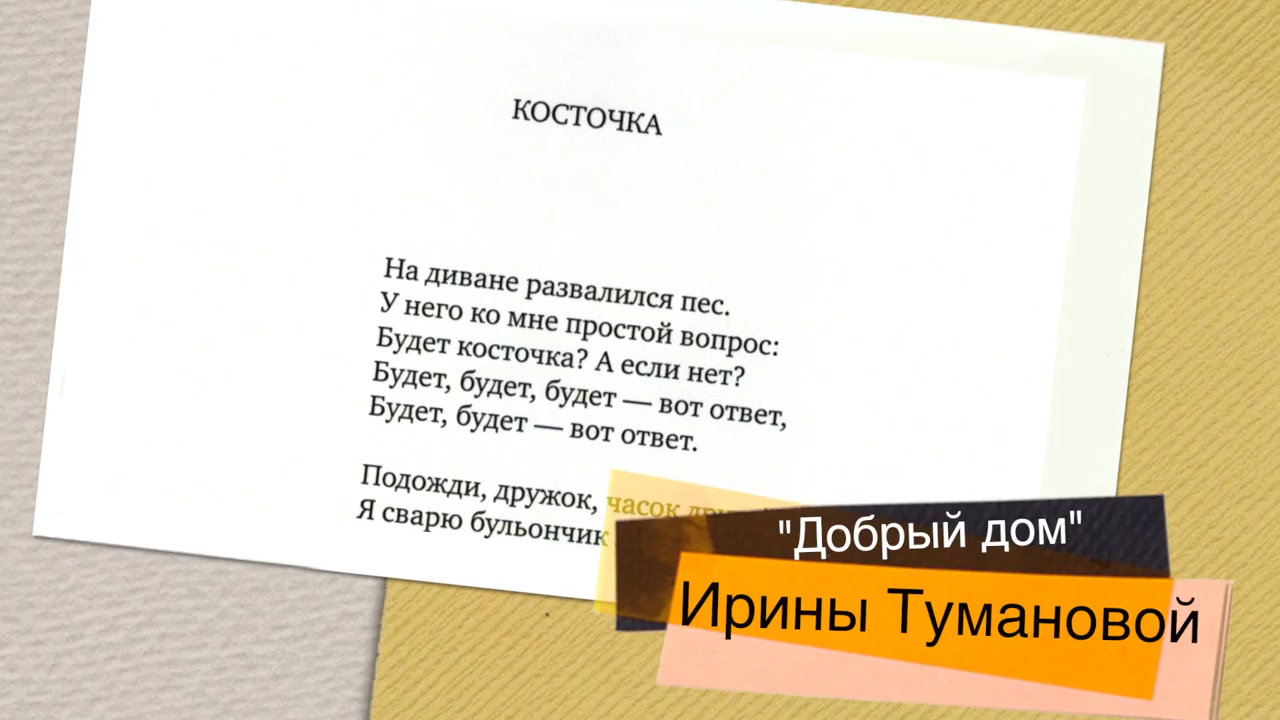 КОСТОЧКА
На диване развалился пес.
У него ко мне простой вопрос:
Будет косточка? А если нет?
Будет, будет, будет — вот ответ,
Будет, будет — вот ответ.
Подожди, дружок, часок
Я сварю бульончик
"Добрый дом"
Ирины Тумановой